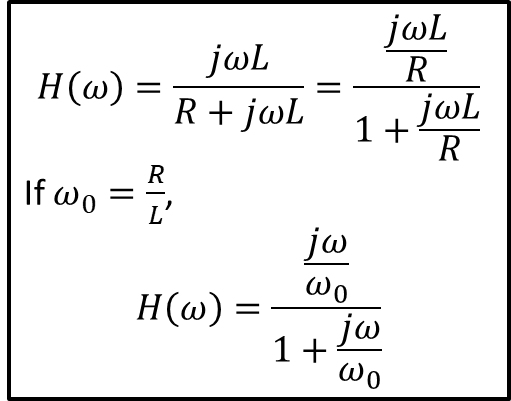 H(ω) = jωL / (R + jωL) = (jωL/R) / (1 + jωL/R)
If ω₀ = R/L,
H(ω) = (jω/ω₀) / (1 + jω/ω₀)